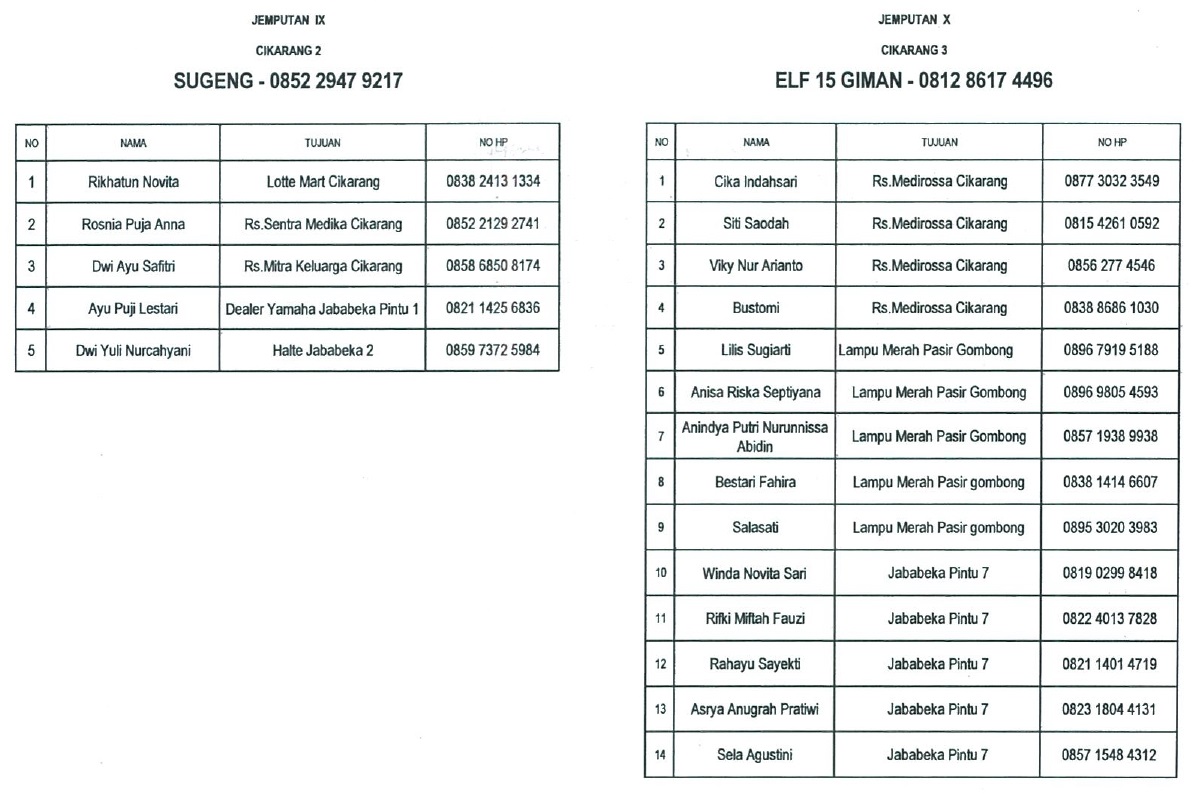 JEMPUTAN IX
CIKARANG 2
SUGENG - 0852 2947 9217
NO NAMA TUJUAN NO HP
1 Rikhatun Novita Lotte Mart Cikarang 0838 2413 1334
2 Rosnia Puja Anna Rs.Sentra Medika Cikarang 0852 2129 2741
3 Dwi Ayu Safitri Rs.Mitra Keluarga Cikarang 0858 6850 8174
4 Ayu Puji Lestari Dealer Yamaha Jababeka Pintu 1 0821 1425 6836
5 Dwi Yuli Nurcahyani Halte Jababeka 2 0859 7372 5984
JEMPUTAN X
CIKARANG 3
ELF 15 GIMAN - 0812 8617 4496
NO NAMA TUJUAN NO HP
1 Cika Indahsari Rs.Medirossa Cikarang 0877 3032 3549
2 Siti Saodah Rs.Medirossa Cikarang 0815 4261 0592
3 Viky Nur Arianto Rs.Medirossa Cikarang 0856 277 4546
4 Bustomi Rs.Medirossa Cikarang 0838 8686 1030
5 Lilis Sugiarti Lampu Merah Pasir Gombong 0896 7919 5188
6 Anisa Riska Septiyana Lampu Merah Pasir Gombong 0896 9805 4593
7 Anindya Putri Nurunnissa
Abidin Lampu Merah Pasir Gombong 0857 1938 9938
8 Bestari Fahira Lampu Merah Pasir gombong 0838 1414 6607
9 Salasati Lampu Merah Pasir gombong 0895 3020 3983
10 Winda Novita Sari Jababeka Pintu 7 0819 0299 8418
11 Rifki Miftah Fauzi Jababeka Pintu 7 0822 4013 7828
12 Rahayu Sayekti Jababeka Pintu 7 0821 1401 4719
13 Asrya Anugrah Pratiwi Jababeka Pintu 7 0823 1804 4131
14 Sela Agustini Jababeka Pintu 7 0857 1548 4312